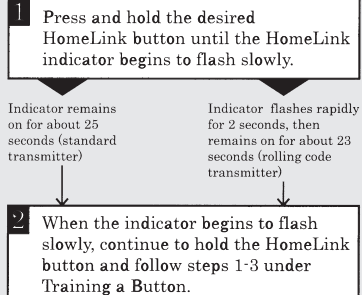 1
Press and hold the desired
HomeLink button until the HomeLink
indicator begins to flash slowly.
Indicator remains
on for about 25
seconds (standard
transmitter)
Indicator flashes rapidly
for 2 seconds, then
remains on for about 23
seconds (rolling code
transmitter)
2
When the indicator begins to flash
slowly, continue to hold the HomeLink
button and follow steps 1-3 under
Training a Button.